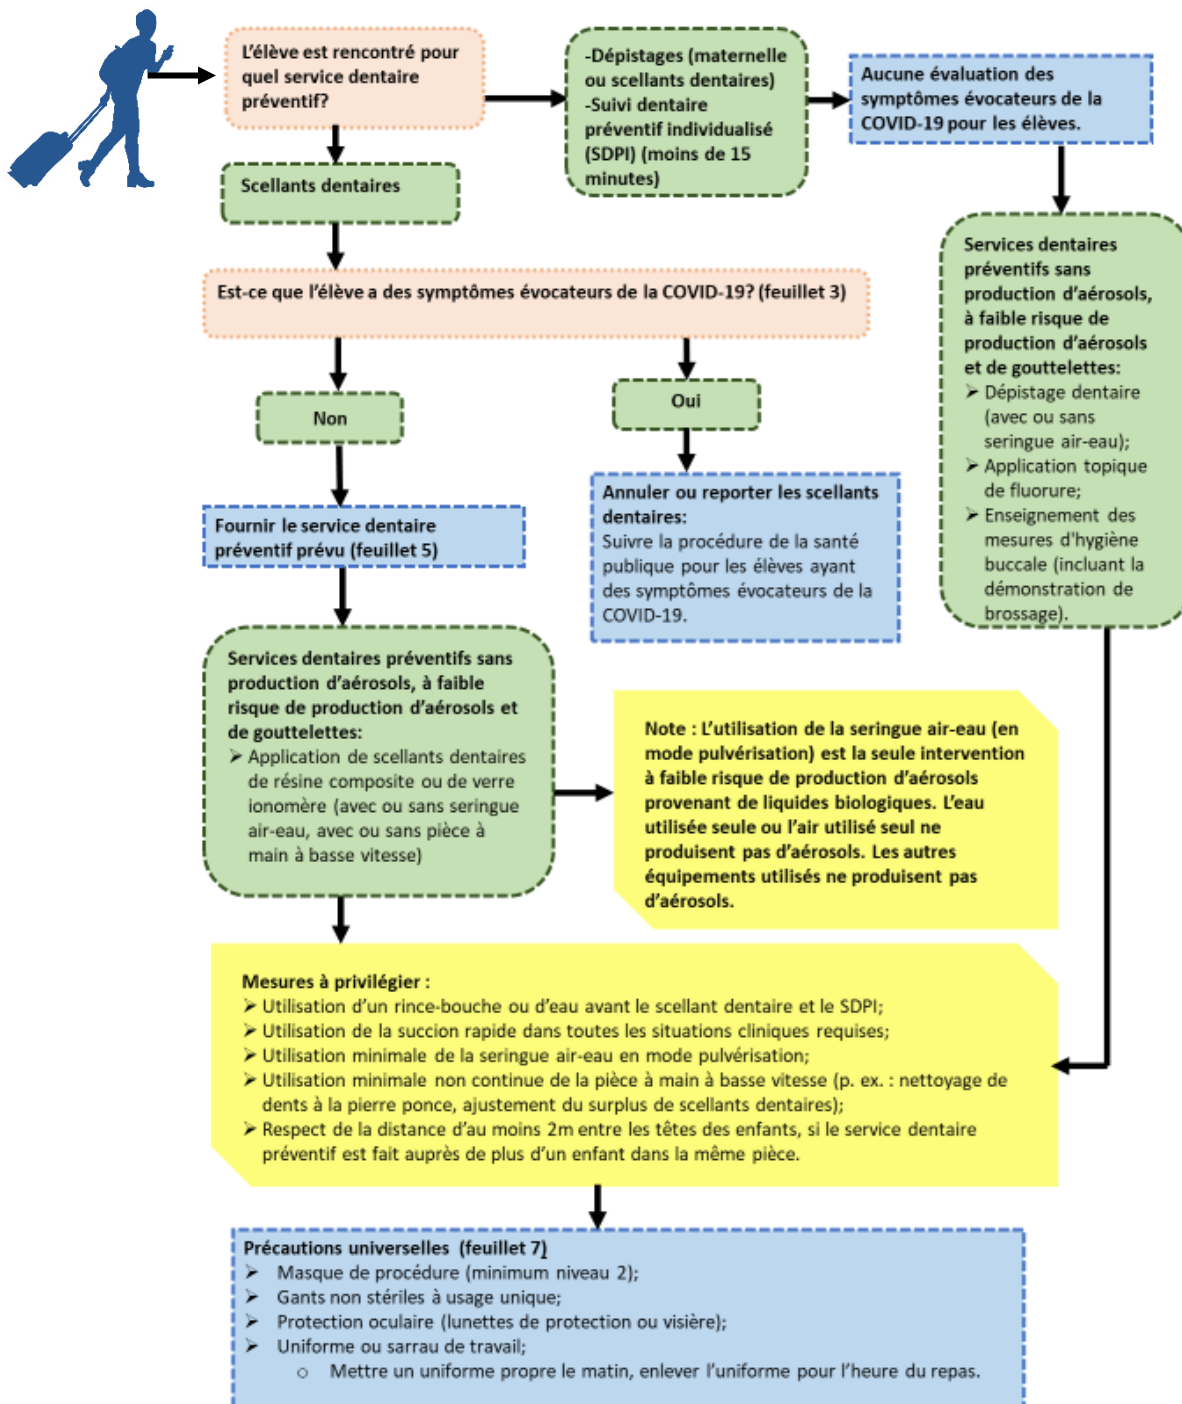 L'élève est rencontré pour
quel service dentaire
préventif?
-Dépistages (maternelle
ou scellants dentaires)
-Suivi dentaire
préventif individualisé
(SDPI) (moins de 15
minutes)
Aucune évaluation des
symptômes évocateurs de la
COVID-19 pour les élèves.
Scellants dentaires
Services dentaires
préventifs sans
production d'aérosols,
à faible risque de
production d'aérosols
et de gouttelettes:
➢ Dépistage dentaire
(avec ou sans
seringue air-eau);
➢ Application topique
de fluorure;
➢ Enseignement des
mesures d'hygiène
buccale (incluant la
démonstration de
brossage).
Est-ce que l'élève a des symptômes évocateurs de la COVID-19? (feuillet 3)
Non
Oui
Fournir le service dentaire
préventif prévu (feuillet 5)
Annuler ou reporter les scellants
dentaires:
Suivre la procédure de la santé
publique pour les élèves ayant
des symptômes évocateurs de la
COVID-19.
Services dentaires préventifs sans
production d'aérosols, à faible
risque de production d'aérosols et
de gouttelettes:
➢ Application de scellants dentaires
de résine composite ou de verre
ionomère (avec ou sans seringue
air-eau, avec ou sans pièce à
main à basse vitesse)
Note : L'utilisation de la seringue air-eau (en
mode pulvérisation) est la seule intervention
à faible risque de production d'aérosols
provenant de liquides biologiques. L'eau
utilisée seule ou l'air utilisé seul ne
produisent pas d'aérosols. Les autres
équipements utilisés ne produisent pas
d'aérosols.
Mesures à privilégier :
➢ Utilisation d'un rince-bouche ou d'eau avant le scellant dentaire et le SDPI;
➢ Utilisation de la succion rapide dans toutes les situations cliniques requises;
➢ Utilisation minimale de la seringue air-eau en mode pulvérisation;
➢ Utilisation minimale non continue de la pièce à main à basse vitesse (p. ex. : nettoyage de
dents à la pierre ponce, ajustement du surplus de scellants dentaires);
➢ Respect de la distance d'au moins 2m entre les têtes des enfants, si le service dentaire
préventif est fait auprès de plus d'un enfant dans la même pièce.
Précautions universelles (feuillet 7)
➢ Masque de procédure (minimum niveau 2);
➢ Gants non stériles à usage unique;
➢ Protection oculaire (lunettes de protection ou visière);
➢ Uniforme ou sarrau de travail;
o Mettre un uniforme propre le matin, enlever l'uniforme pour l'heure du repas.